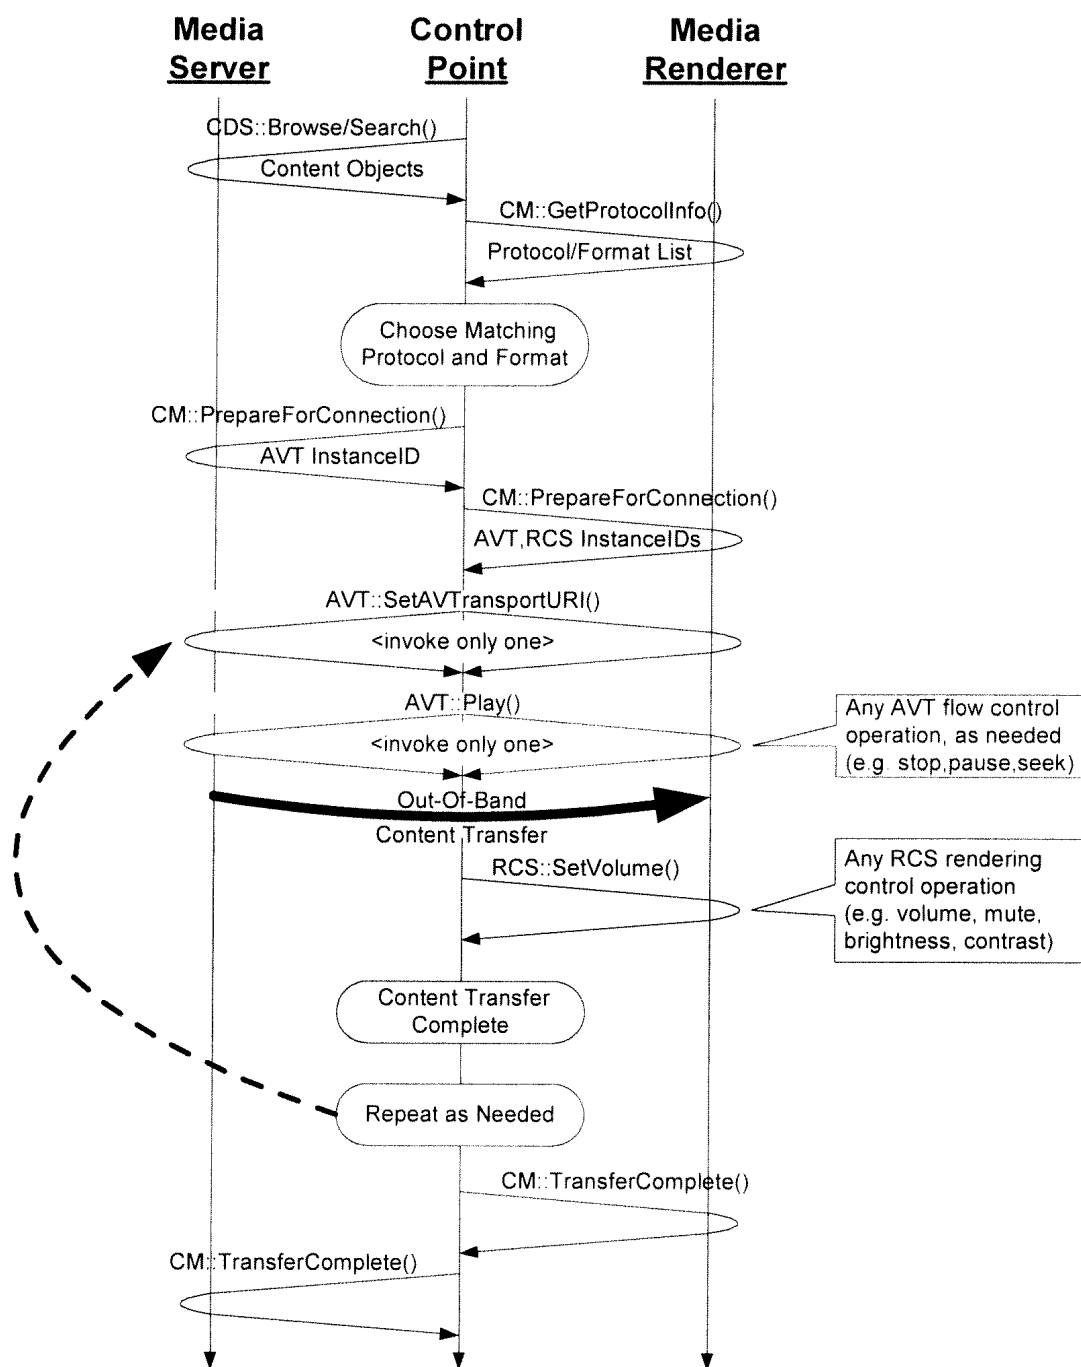 Media Server
Control Point
Media Renderer
CDS::Browse/Search()
Content Objects
CM::GetProtocolInfo()
Protocol/Format List
Choose Matching
Protocol and Format
CM::PrepareForConnection()
AVT InstanceID
CM::PrepareForConnection()
AVT,RCS InstanceIDs
AVT::SetAVTransportURI()
<invoke only one>
AVT::Play()
<invoke only one>
Any AVT flow control
operation, as needed
(e.g. stop,pause,seek)
Out-Of-Band
Content Transfer
RCS::SetVolume()
Any RCS rendering
control operation
(e.g. volume, mute,
brightness, contrast)
Content Transfer
Complete
Repeat as Needed
CM::TransferComplete()
CM::TransferComplete()